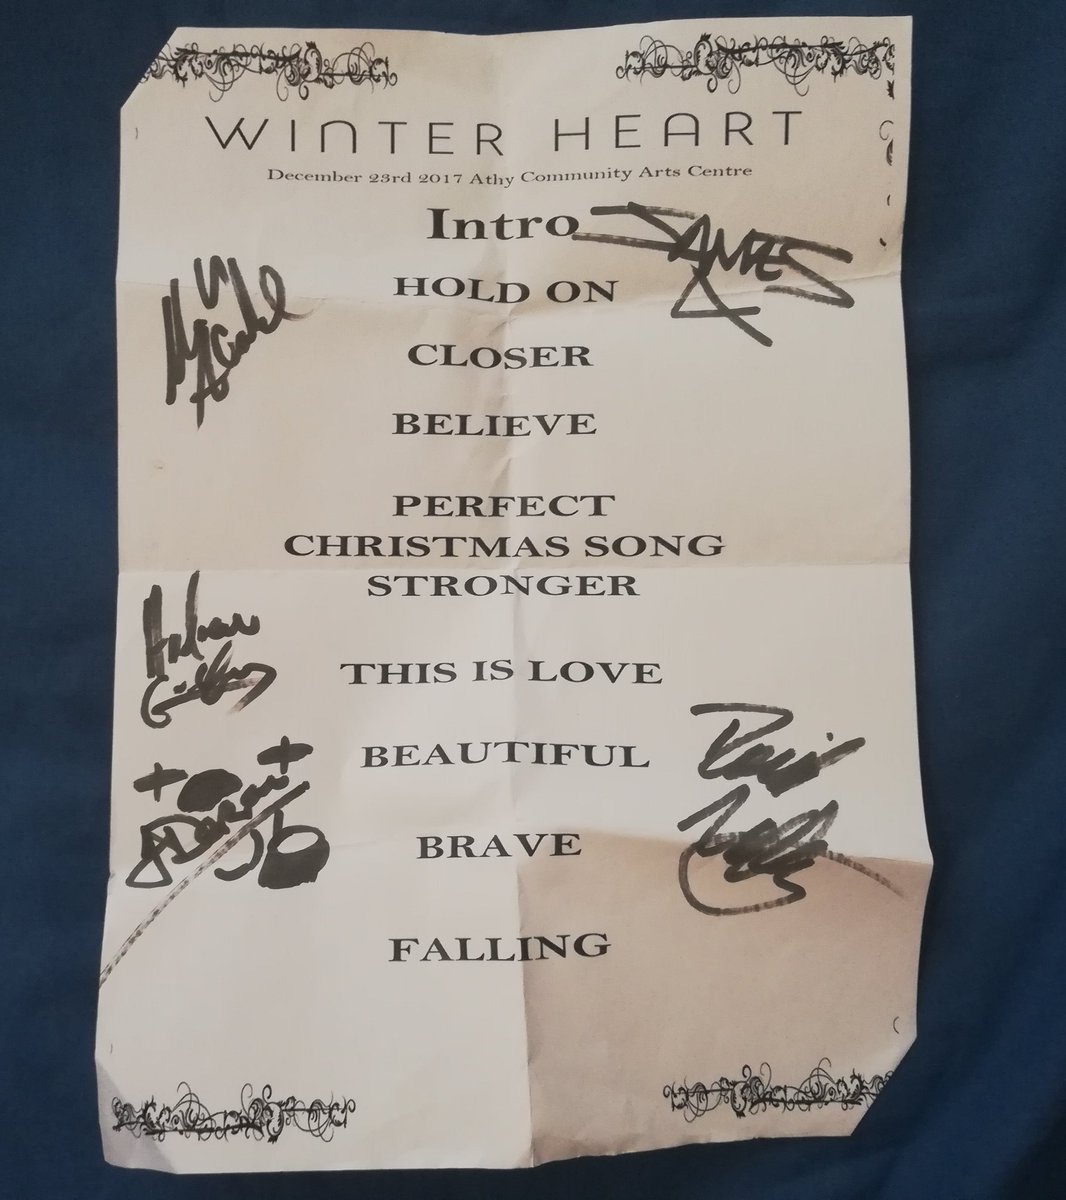 WINTER HEART
December 23rd 2017 Athy Community Arts Centre
Intro
JAMES
HOLD ON
CLOSER
BELIEVE
PERFECT
CHRISTMAS SONG
STRONGER
THIS IS LOVE
BEAUTIFUL
BRAVE
FALLING